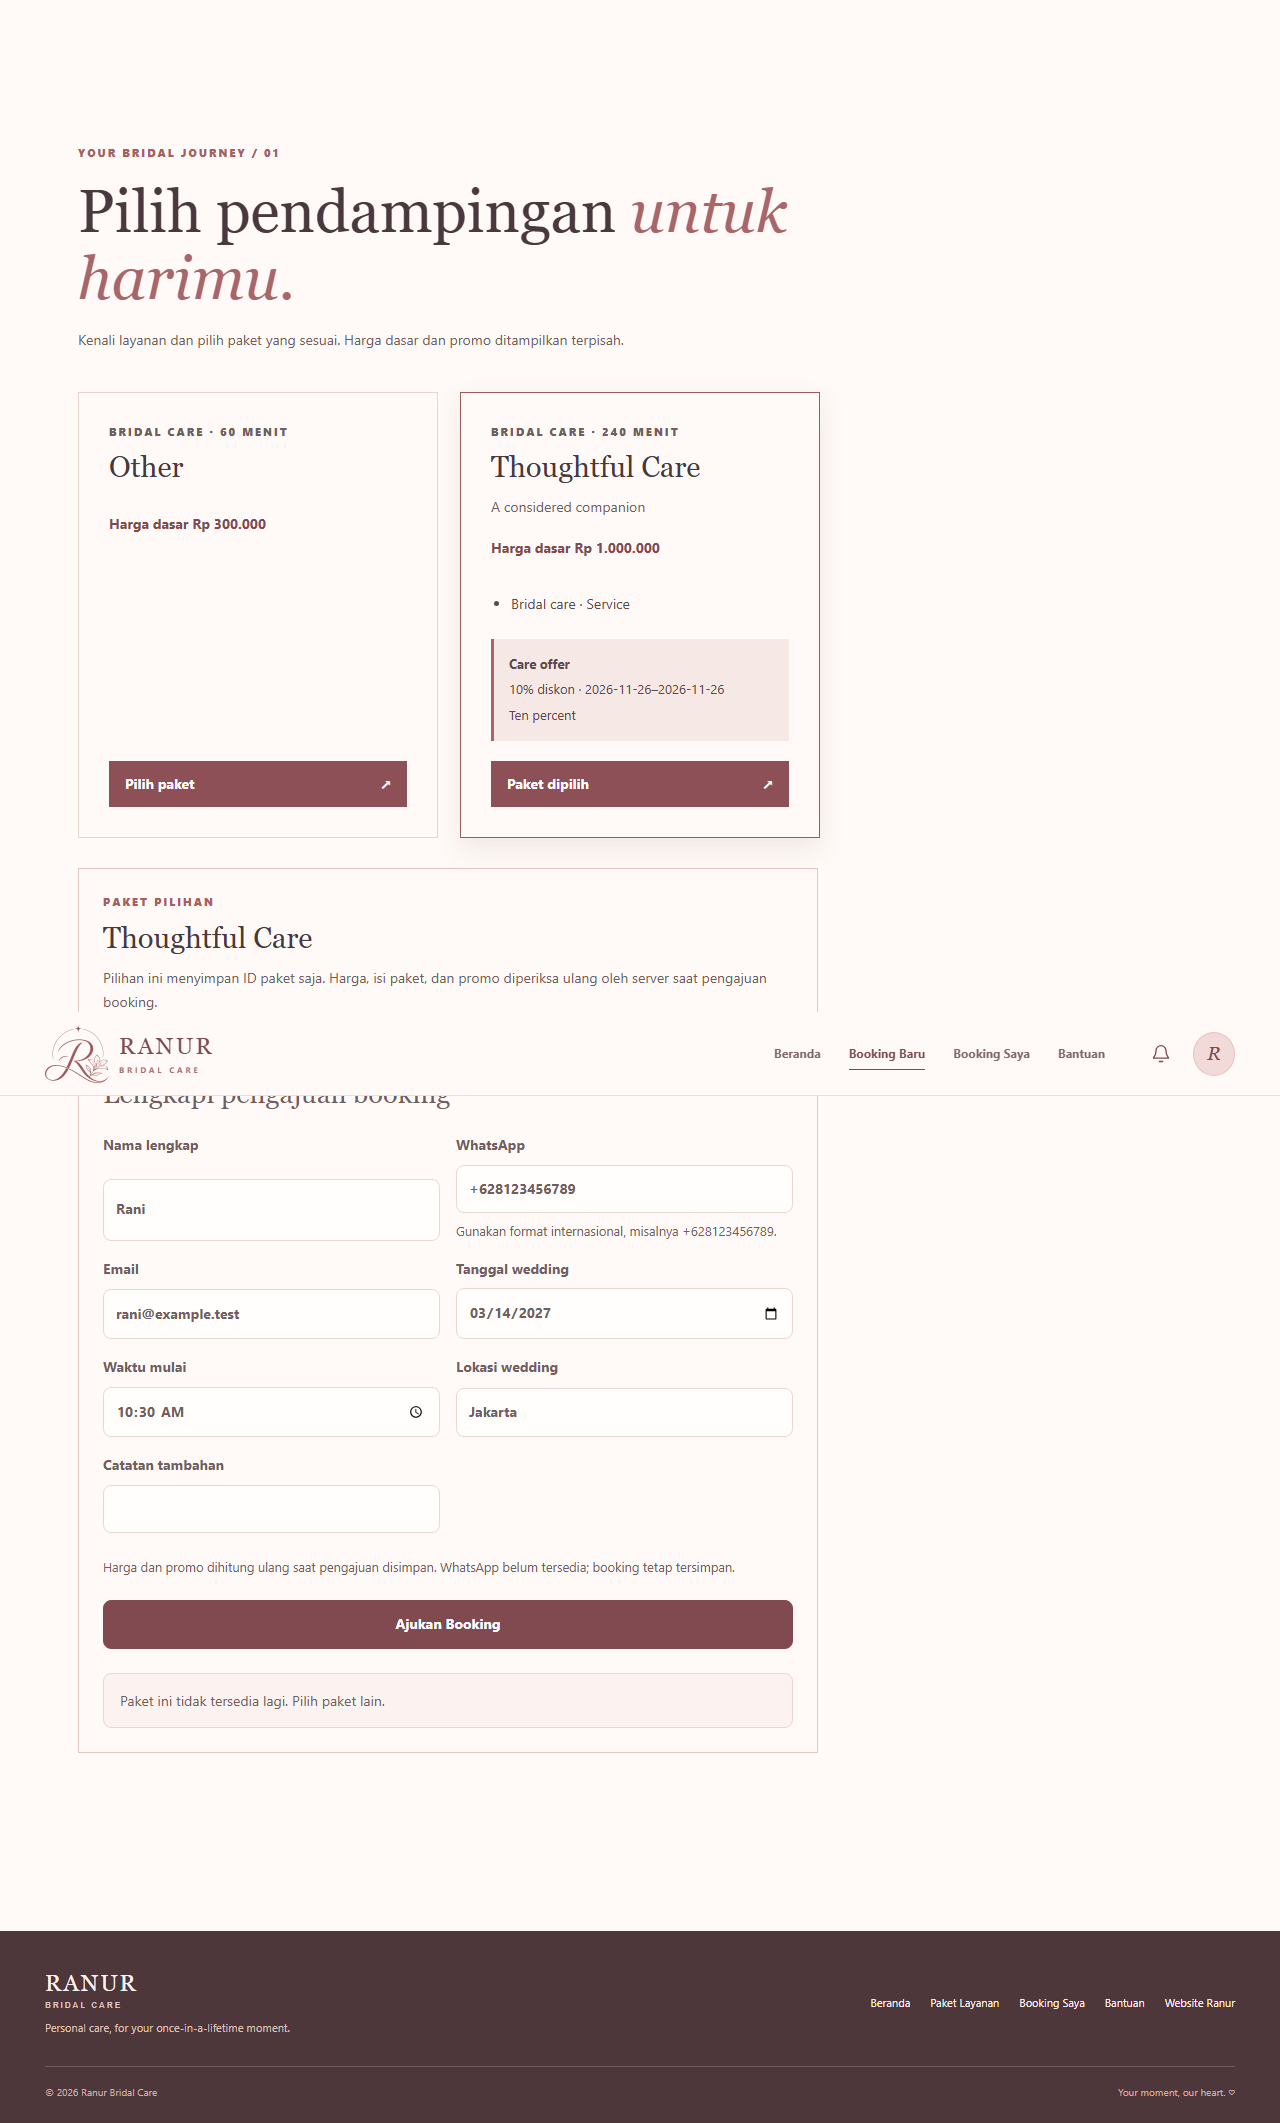 YOUR BRIDAL JOURNEY / 01
Pilih pendampingan untuk
harimu.
Kenali layanan dan pilih paket yang sesuai. Harga dasar dan promo ditampilkan terpisah.
BRIDAL CARE · 60 MENIT
Other
Harga dasar Rp 300.000
Pilih paket ↗
BRIDAL CARE · 240 MENIT
Thoughtful Care
A considered companion
Harga dasar Rp 1.000.000
• Bridal care · Service
Care offer
10% diskon · 2026-11-26–2026-11-26
Ten percent
Paket dipilih ↗
PAKET PILIHAN
Thoughtful Care
Pilihan ini menyimpan ID paket saja. Harga, isi paket, dan promo diperiksa ulang oleh server saat pengajuan
booking.
R RANUR
BRIDAL CARE
Beranda Booking Baru Booking Saya Bantuan R
Lengkapi pengajuan booking
Nama lengkap
Rani
WhatsApp
+628123456789
Gunakan format internasional, misalnya +628123456789.
Email
rani@example.test
Tanggal wedding
03/14/2027
Waktu mulai
10:30 AM
Lokasi wedding
Jakarta
Catatan tambahan
Harga dan promo dihitung ulang saat pengajuan disimpan. WhatsApp belum tersedia; booking tetap tersimpan.
Ajukan Booking
Paket ini tidak tersedia lagi. Pilih paket lain.
RANUR
BRIDAL CARE
Personal care, for your once-in-a-lifetime moment.
Beranda Paket Layanan Booking Saya Bantuan Website Ranur
© 2026 Ranur Bridal Care
Your moment, our heart. ♡